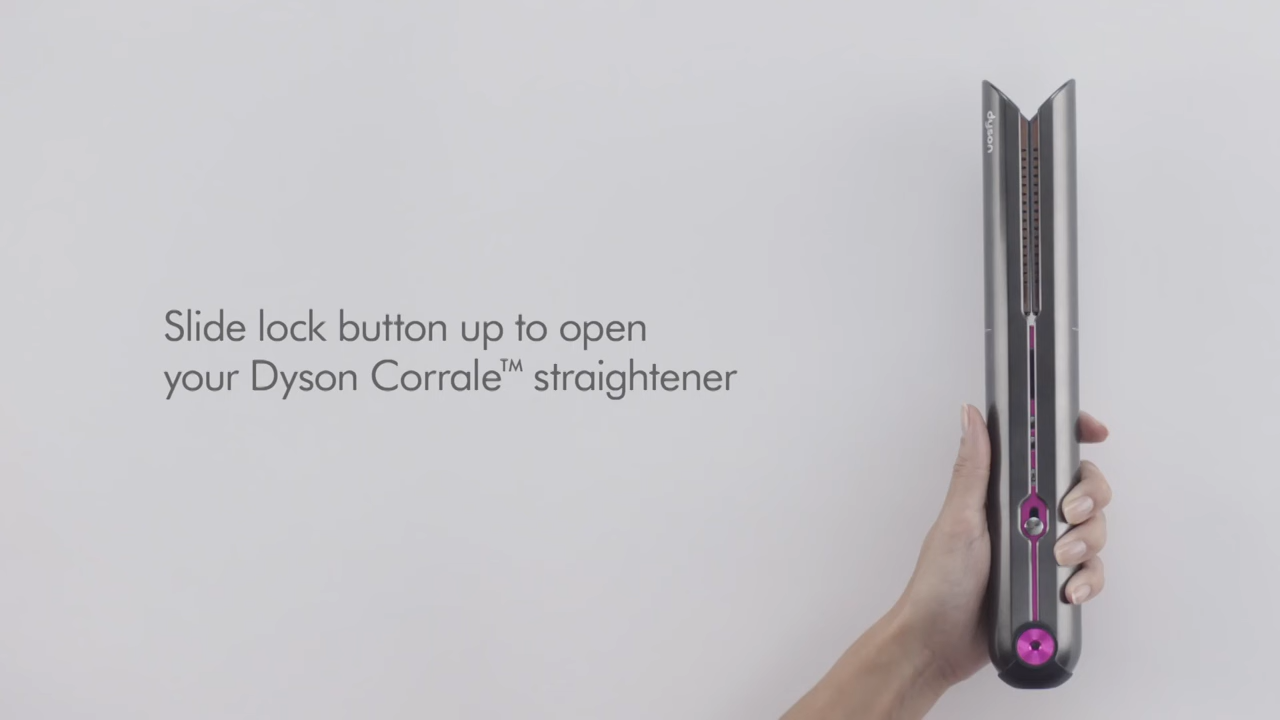 Slide lock button up to open
your Dyson Corrale™ straightener
dyson